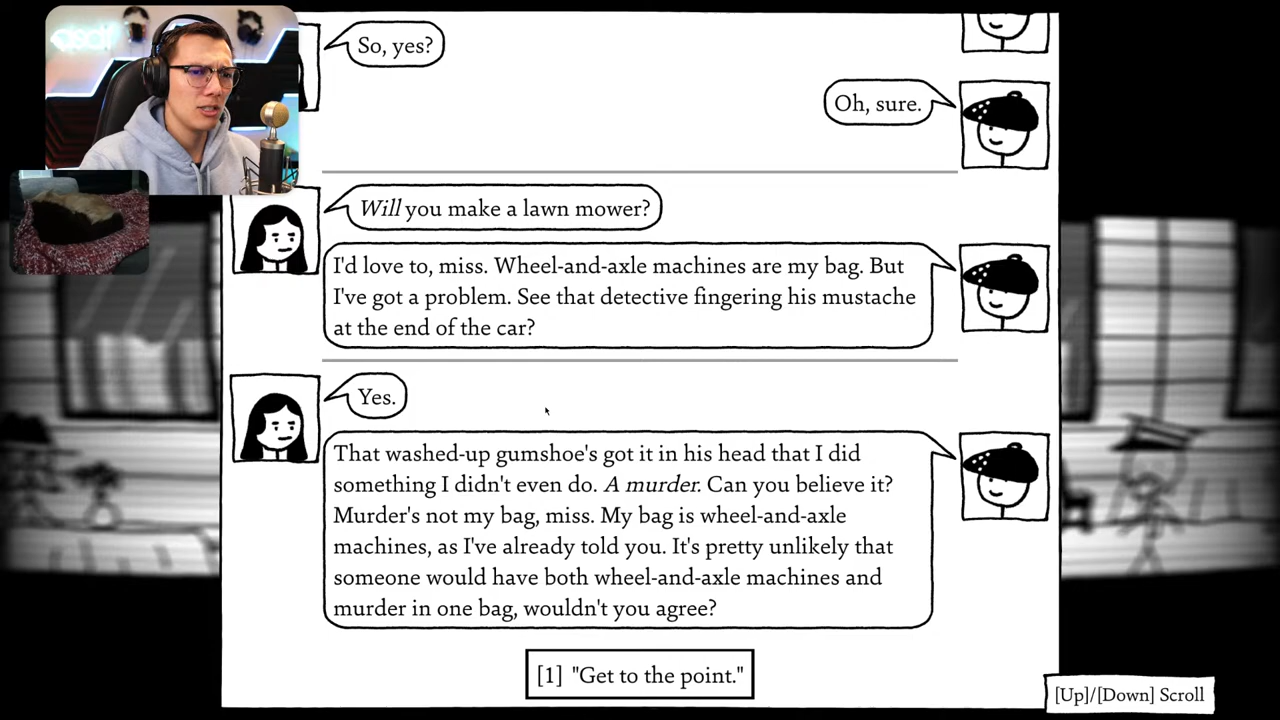 So, yes?
Oh, sure.
Will you make a lawn mower?
I'd love to, miss. Wheel-and-axle machines are my bag. But
I've got a problem. See that detective fingering his mustache
at the end of the car?
Yes.
That washed-up gumshoe's got it in his head that I did
something I didn't even do. A murder. Can you believe it?
Murder's not my bag, miss. My bag is wheel-and-axle
machines, as I've already told you. It's pretty unlikely that
someone would have both wheel-and-axle machines and
murder in one bag, wouldn't you agree?
[1] "Get to the point."
[Up]/[Down] Scroll